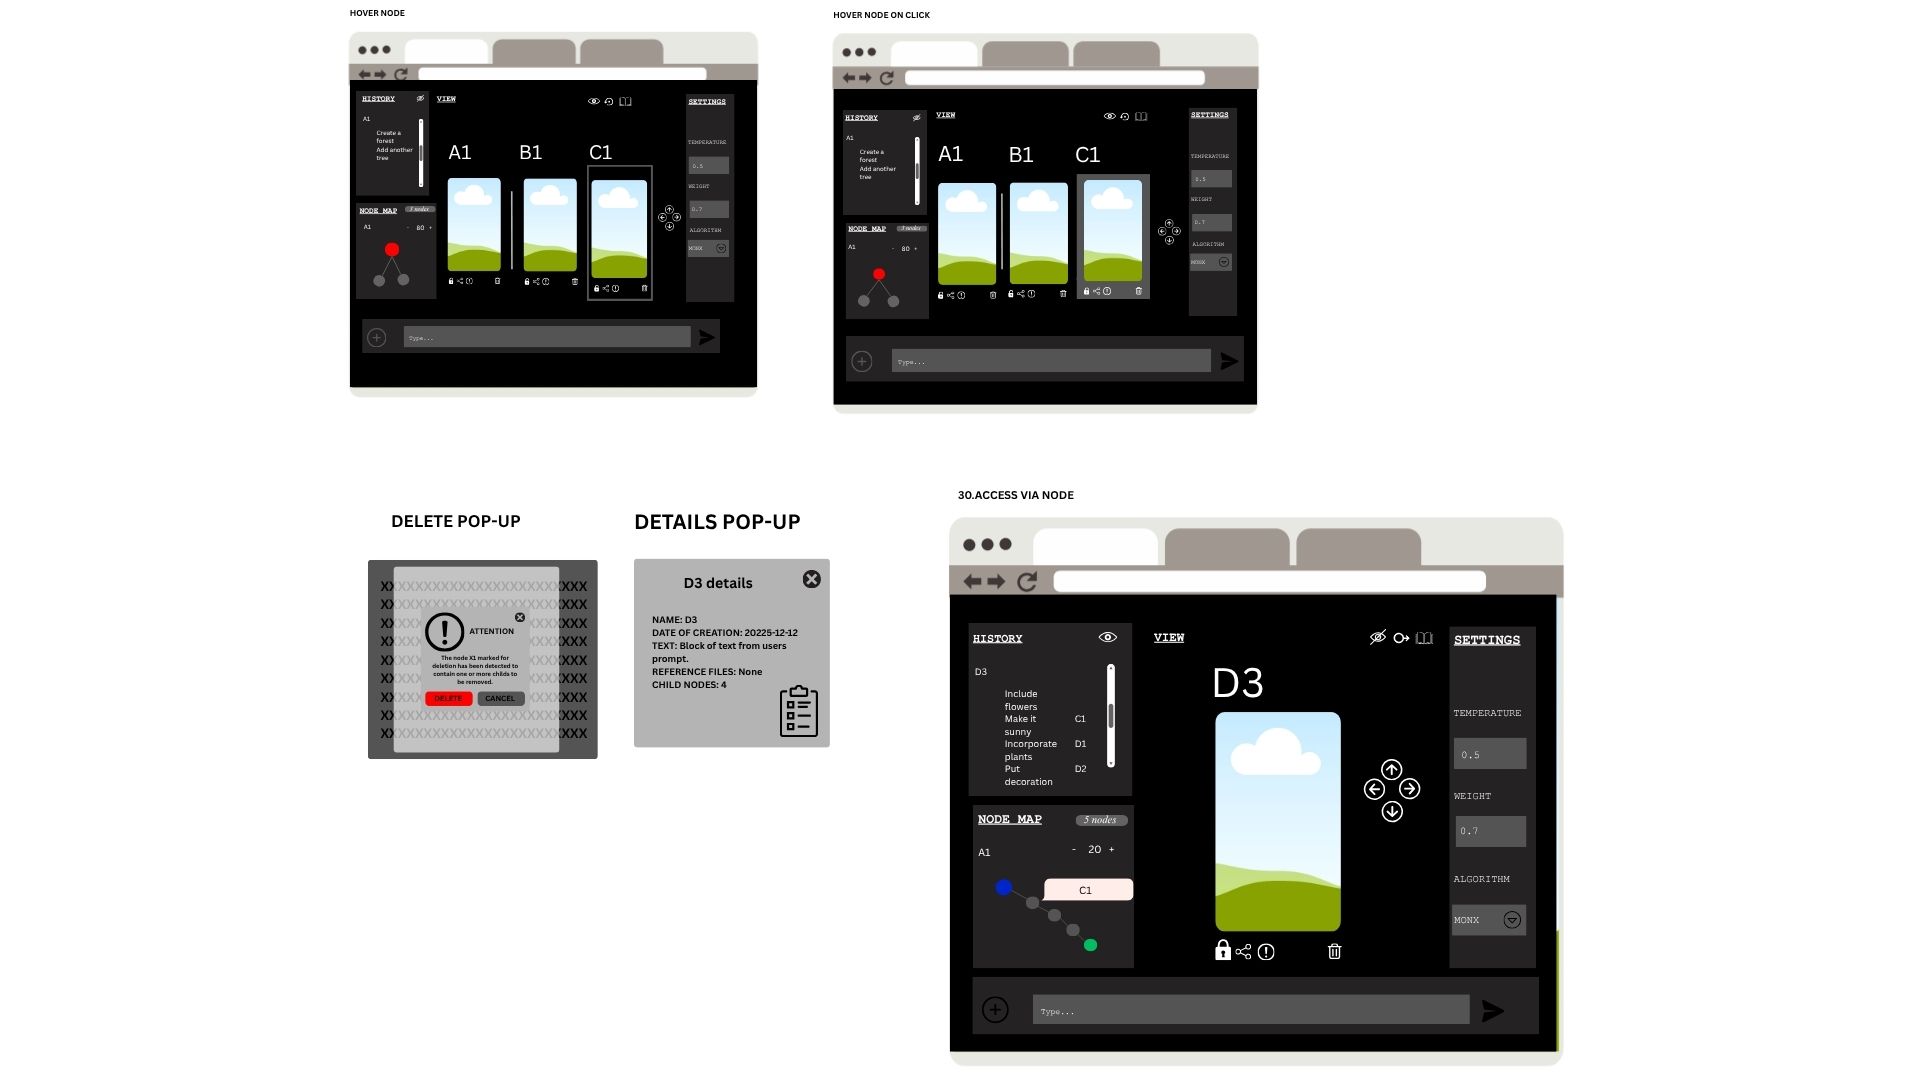 HOVER NODE
HISTORY
A1
Create a
forest
Add another
tree
NODE MAP
3 nodes
A1
- 80 +
VIEW
A1 B1 C1
SETTINGS
TEMPERATURE
0.5
WEIGHT
0.7
ALGORITHM
MONX
Type...
HOVER NODE ON CLICK
HISTORY
A1
Create a
forest
Add another
tree
NODE MAP
3 nodes
A1
- 80 +
VIEW
A1 B1 C1
SETTINGS
TEMPERATURE
0.5
WEIGHT
0.7
ALGORITHM
MONX
Type...
DELETE POP-UP
ATTENTION
The node X1 marked for
deletion has been detected to
contain one or more childs to
be removed.
DELETE CANCEL
DETAILS POP-UP
D3 details
NAME: D3
DATE OF CREATION: 20225-12-12
TEXT: Block of text from users
prompt.
REFERENCE FILES: None
CHILD NODES: 4
30.ACCESS VIA NODE
HISTORY
D3
Include
flowers
Make it C1
sunny
Incorporate D1
plants
Put D2
decoration
NODE MAP
5 nodes
A1
- 20 +
C1
VIEW
D3
SETTINGS
TEMPERATURE
0.5
WEIGHT
0.7
ALGORITHM
MONX
Type...